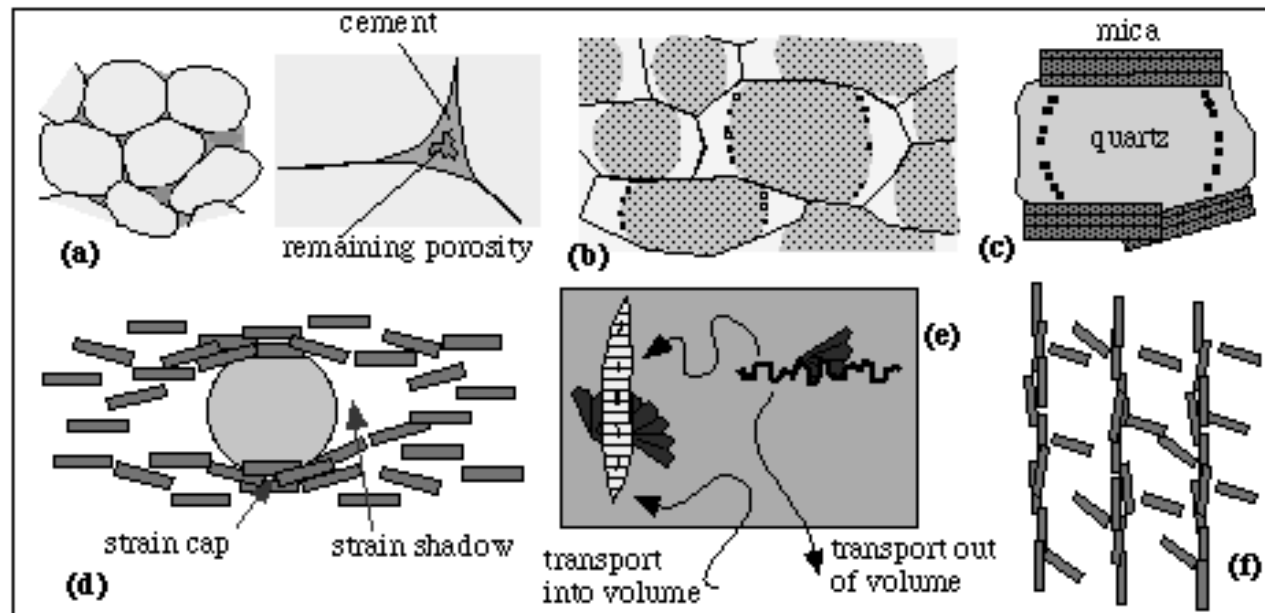 cement
remaining porosity
(a)
(b)
mica
quartz
(c)
strain cap
strain shadow
(d)
(e)
transport
into volume
transport out
of volume
(f)